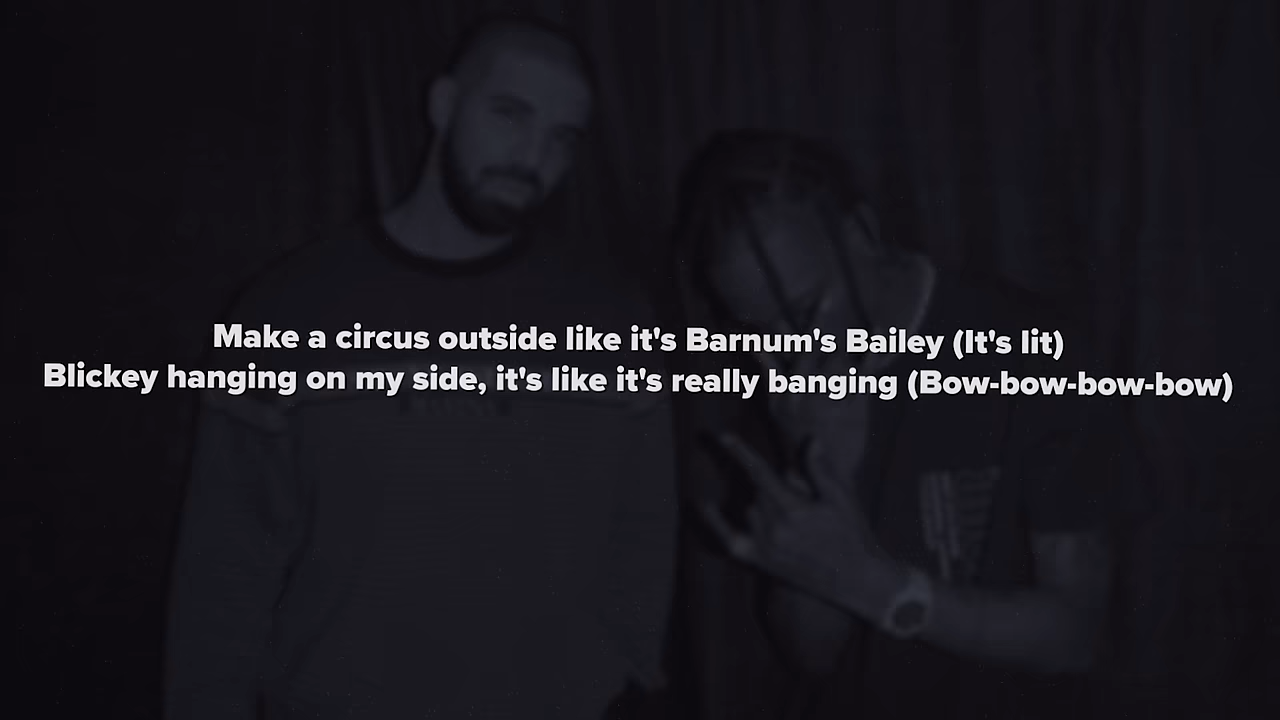 Make a circus outside like it's Barnum's Bailey (It's lit)
Blickey hanging on my side, it's like it's really banging (Bow-bow-bow-bow)